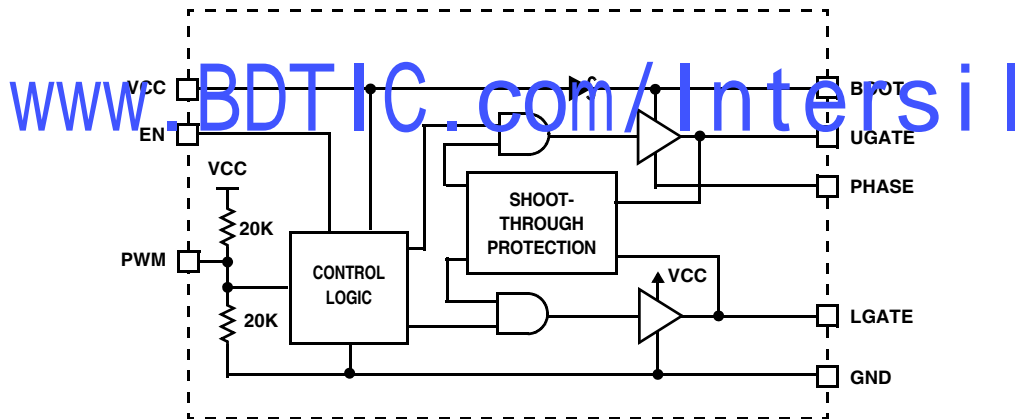 www.BDTIC.com/Intersil
VCC
BOOT
EN
UGATE
VCC
PHASE
SHOOT-
THROUGH
PROTECTION
20K
PWM
CONTROL
LOGIC
VCC
20K
LGATE
GND